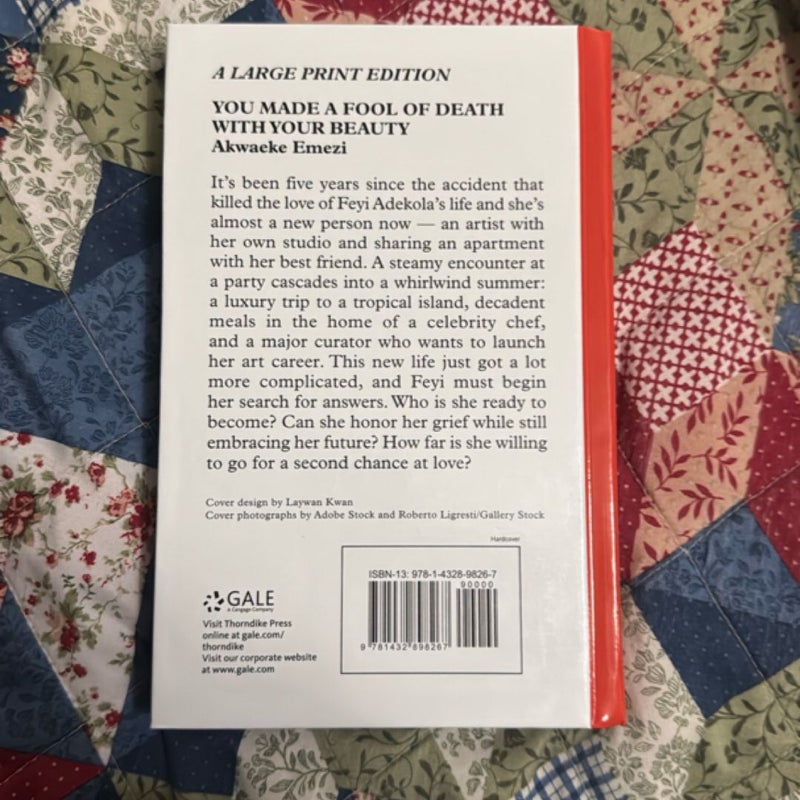 A LARGE PRINT EDITION
YOU MADE A FOOL OF DEATH
WITH YOUR BEAUTY
Akwaeke Emezi
It's been five years since the accident that
killed the love of Feyi Adekola's life and she's
almost a new person now — an artist with
her own studio and sharing an apartment
with her best friend. A steamy encounter at
a party cascades into a whirlwind summer:
a luxury trip to a tropical island, decadent
meals in the home of a celebrity chef,
and a major curator who wants to launch
her art career. This new life just got a lot
more complicated, and Feyi must begin
her search for answers. Who is she ready to
become? Can she honor her grief while still
embracing her future? How far is she willing
to go for a second chance at love?
Cover design by Laywan Kwan
Cover photographs by Adobe Stock and Roberto Ligresti/Gallery Stock
Hardcover
ISBN-13: 978-1-4328-9826-7
90000
9 781432 898267
GALE
A Cengage Company
Visit Thorndike Press
online at gale.com/
thorndike
Visit our corporate website
at www.gale.com